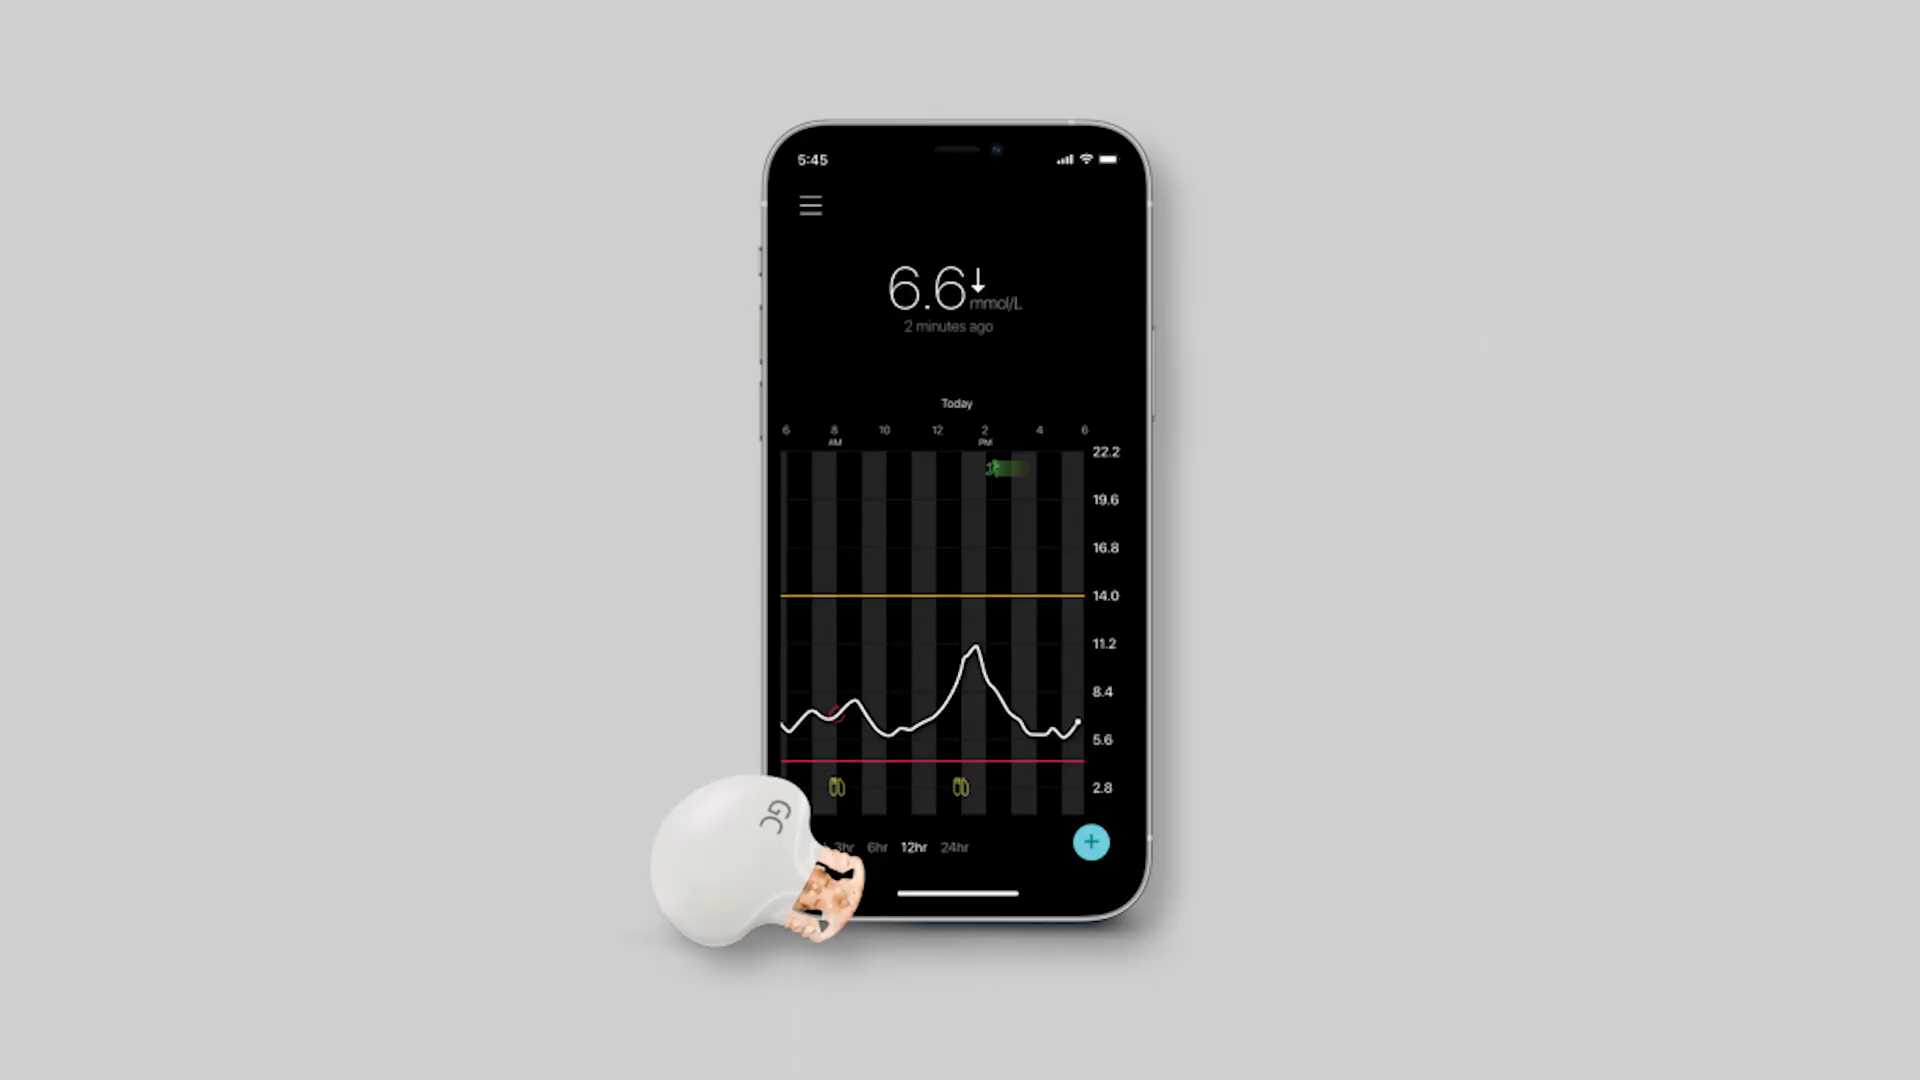 5:45
6.6
mmol/L
2 minutes ago
Today
6 8 10 12 2 4 6
AM PM
22.2
19.6
16.8
14.0
11.2
8.4
5.6
2.8
GC
3hr 6hr 12hr 24hr
+